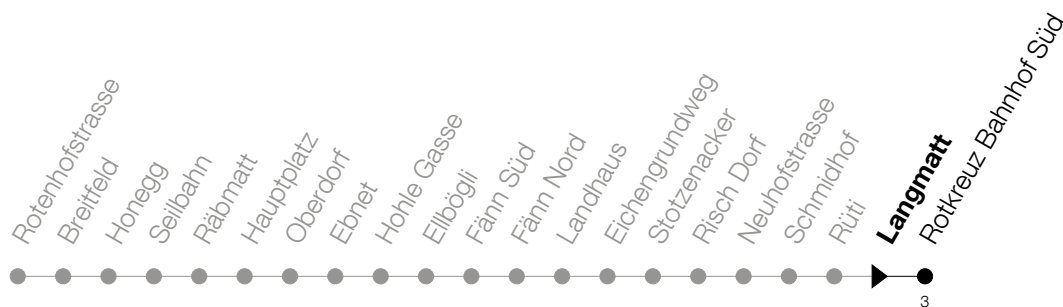 Rotenhofstrasse
Breitfeld
Honegg
Seilbahn
Räbmatt
Hauptplatz
Oberdorf
Ebnet
Hohle Gasse
Ellbögli
Fänn Süd
Fänn Nord
Landhaus
Eichengrundweg
Stotzenacker
Risch Dorf
Neuhofstrasse
Schmidhof
Rüti
Langmatt
Rotkreuz Bahnhof Süd
3